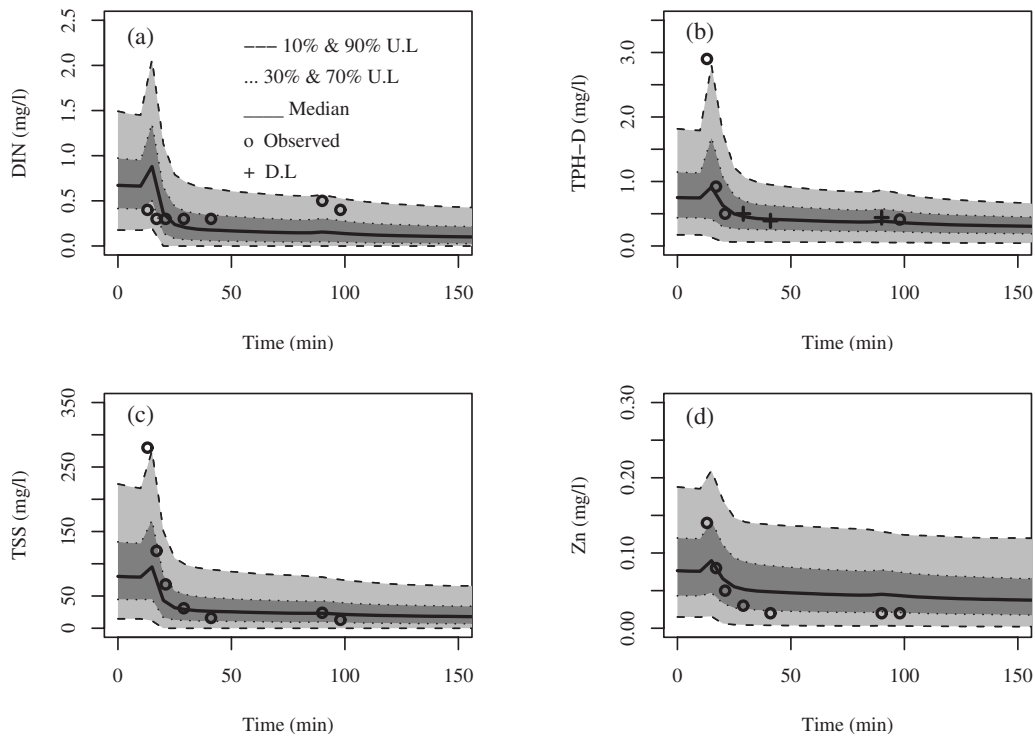 (a)
--- 10% & 90% U.L
... 30% & 70% U.L
____ Median
o Observed
+ D.L
DIN (mg/l)
2.5
2.0
1.5
1.0
0.5
0.0
0 50 100 150
Time (min)
(b)
TPH-D (mg/l)
3.0
2.0
1.0
0.0
0 50 100 150
Time (min)
(c)
TSS (mg/l)
350
250
150
50
0
0 50 100 150
Time (min)
(d)
Zn (mg/l)
0.30
0.20
0.10
0.00
0 50 100 150
Time (min)